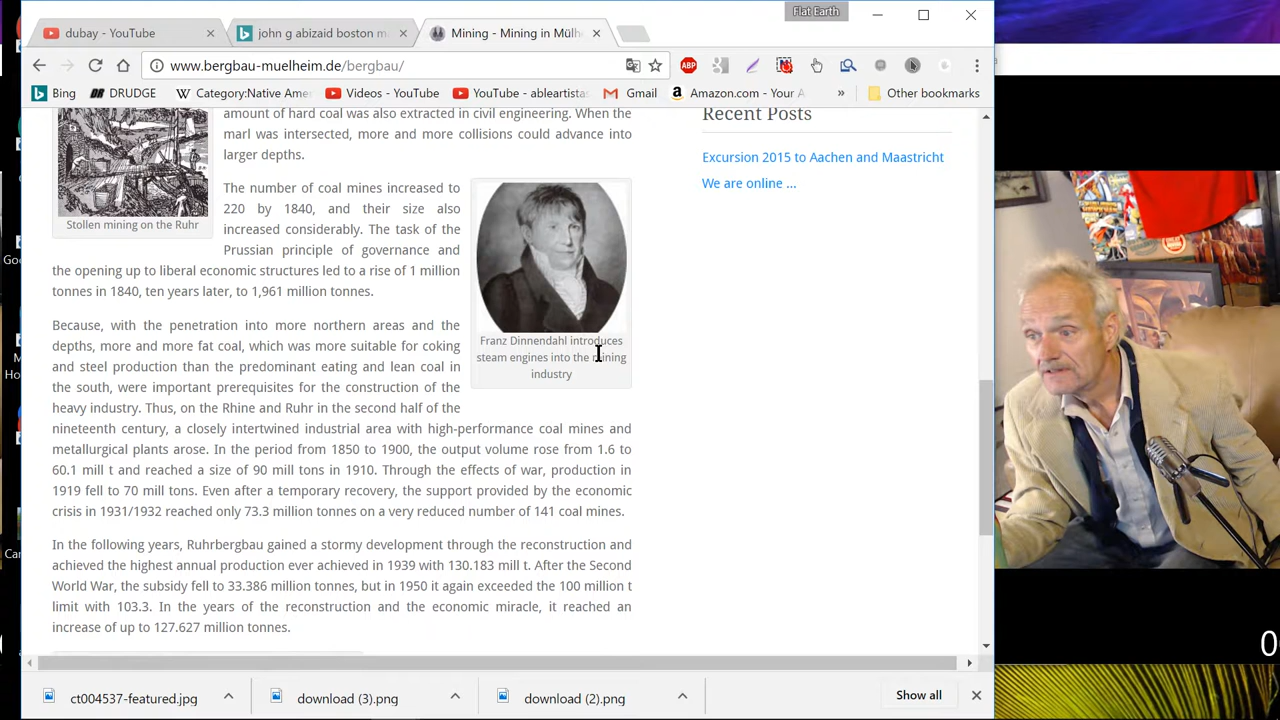 Flat Earth
dubay - YouTube
john g abizaid boston m
Mining - Mining in Mülh
www.bergbau-muelheim.de/bergbau/
Bing
DRUDGE
Category:Native Ame
Videos - YouTube
YouTube - ableartista
Gmail
Amazon.com - Your A
»
Other bookmarks
amount of hard coal was also extracted in civil engineering. When the
marl was intersected, more and more collisions could advance into
larger depths.
Stollen mining on the Ruhr
The number of coal mines increased to
220 by 1840, and their size also
increased considerably. The task of the
Prussian principle of governance and
the opening up to liberal economic structures led to a rise of 1 million
tonnes in 1840, ten years later, to 1,961 million tonnes.
Franz Dinnendahl introduces
steam engines into the mining
industry
Because, with the penetration into more northern areas and the
depths, more and more fat coal, which was more suitable for coking
and steel production than the predominant eating and lean coal in
the south, were important prerequisites for the construction of the
heavy industry. Thus, on the Rhine and Ruhr in the second half of the
nineteenth century, a closely intertwined industrial area with high-performance coal mines and
metallurgical plants arose. In the period from 1850 to 1900, the output volume rose from 1.6 to
60.1 mill t and reached a size of 90 mill tons in 1910. Through the effects of war, production in
1919 fell to 70 mill tons. Even after a temporary recovery, the support provided by the economic
crisis in 1931/1932 reached only 73.3 million tonnes on a very reduced number of 141 coal mines.
In the following years, Ruhrbergbau gained a stormy development through the reconstruction and
achieved the highest annual production ever achieved in 1939 with 130.183 mill t. After the Second
World War, the subsidy fell to 33.386 million tonnes, but in 1950 it again exceeded the 100 million t
limit with 103.3. In the years of the reconstruction and the economic miracle, it reached an
increase of up to 127.627 million tonnes.
Recent Posts
Excursion 2015 to Aachen and Maastricht
We are online ...
ct004537-featured.jpg
download (3).png
download (2).png
Show all
ABP
Goo
M
Ho
Can
0